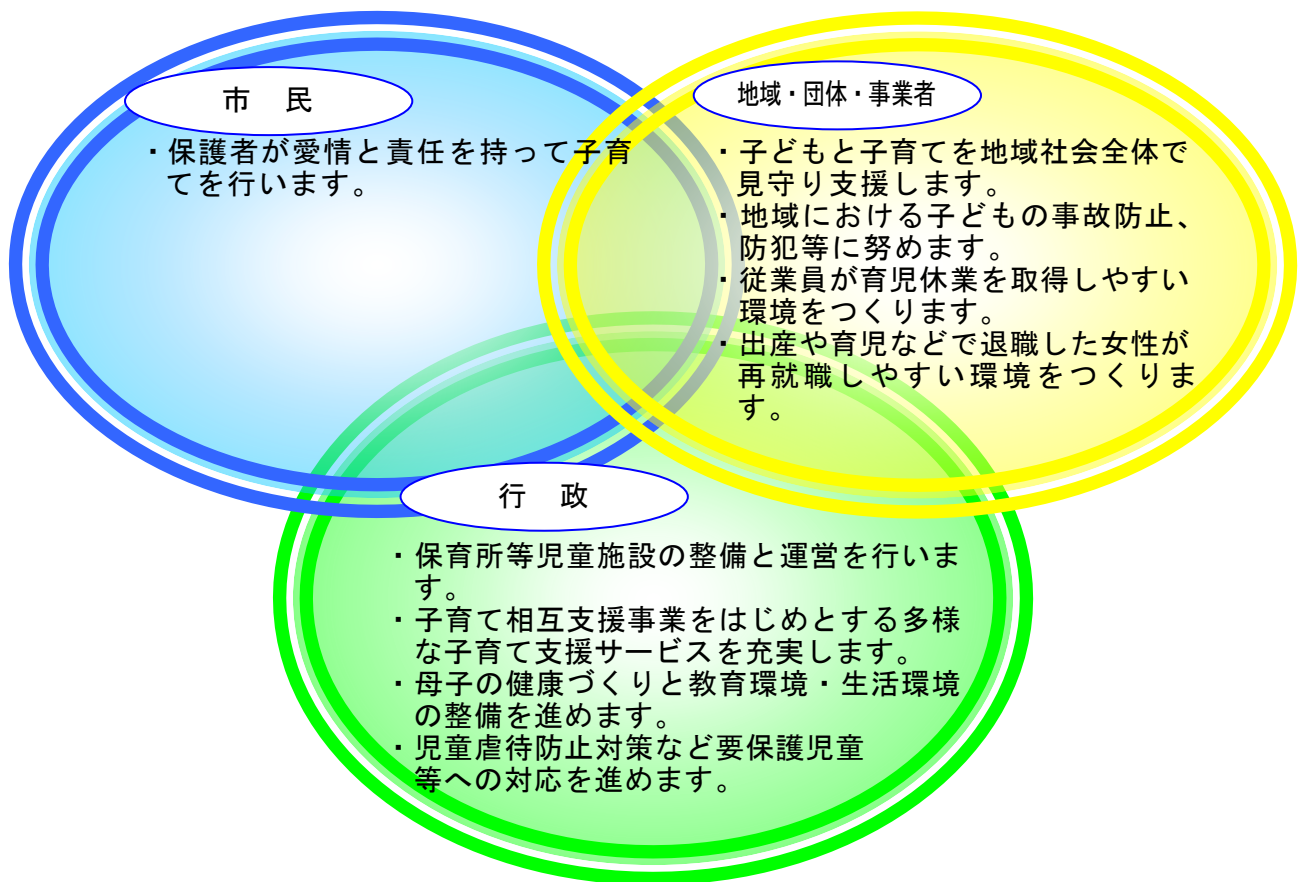 市　民
・保護者が愛情と責任を持って子育
てを行います。
地域・団体・事業者
・子どもと子育てを地域社会全体で
見守り支援します。
・地域における子どもの事故防止、
防犯等に努めます。
・従業員が育児休業を取得しやすい
環境をつくります。
・出産や育児などで退職した女性が
再就職しやすい環境をつくりま
す。
行　政
・保育所等児童施設の整備と運営を行いま
す。
・子育て相互支援事業をはじめとする多様
な子育て支援サービスを充実します。
・母子の健康づくりと教育環境・生活環境
の整備を進めます。
・児童虐待防止対策など要保護児童
等への対応を進めます。